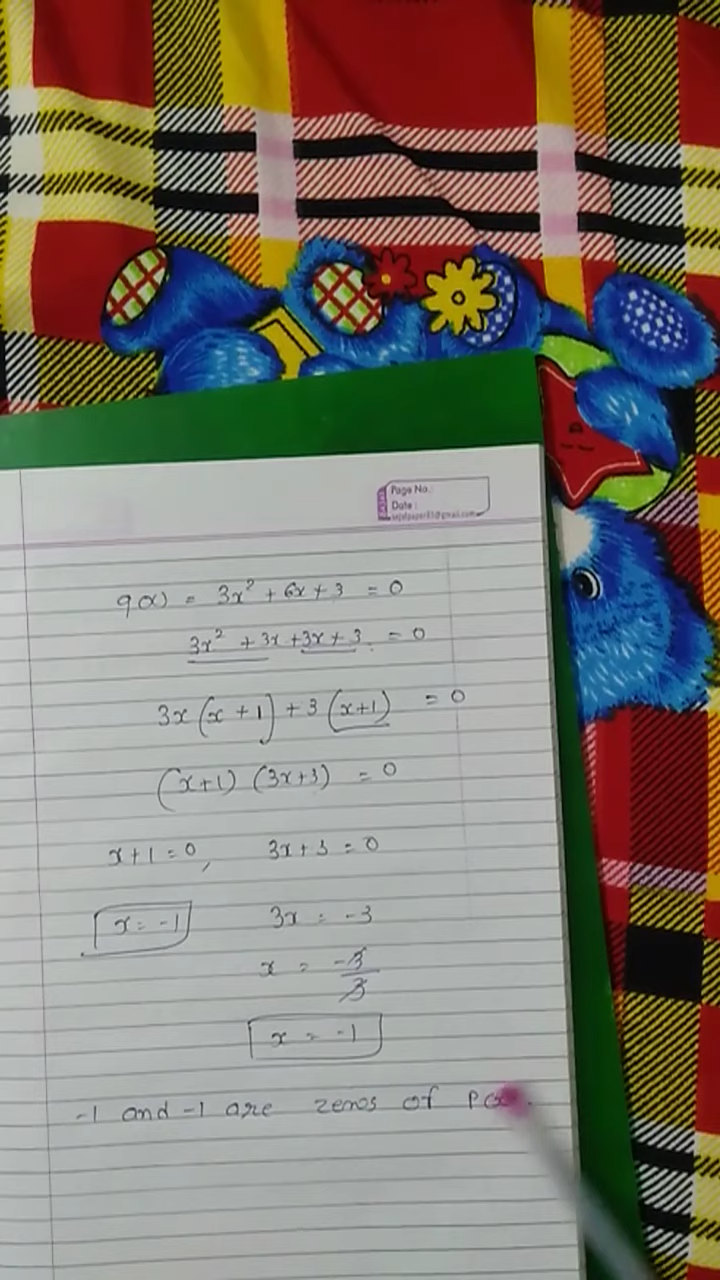 Page No.:
Date :
q(x) = 3x² + 6x + 3 = 0
3x² + 3x + 3x + 3 = 0
3x (x + 1) + 3 (x+1) = 0
(x+1) (3x+3) = 0
x + 1 = 0, 3x + 3 = 0
x = -1 3x = -3
x = -3/3
x = -1
-1 and -1 are zeros of